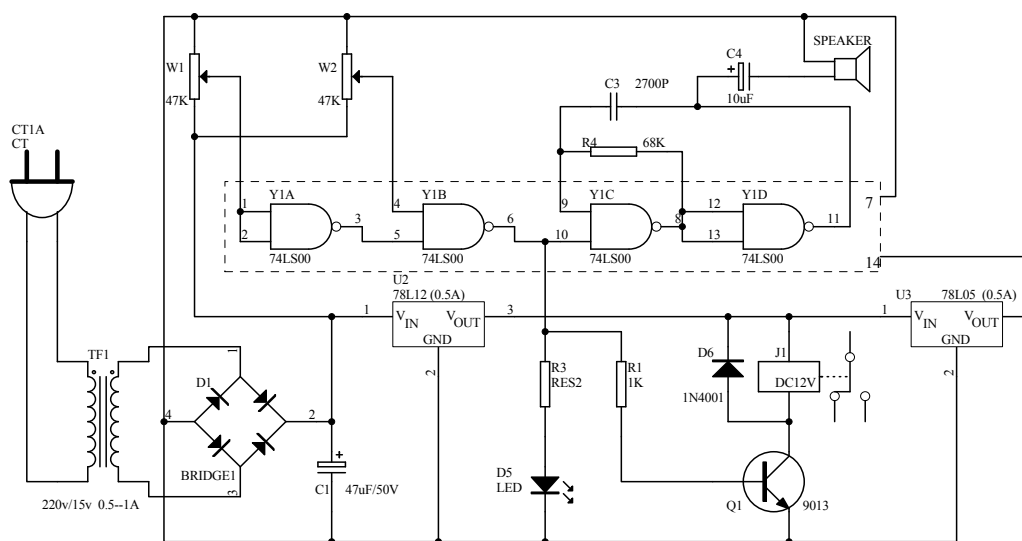 C4
SPEAKER
W1
W2
C3 2700P
+
47K
47K
10uF
CT1A
CT
R4 68K
Y1A
Y1B
Y1C
Y1D
7
1
2
3
4
5
6
9
10
8
12
13
11
74LS00
74LS00
74LS00
74LS00
14
U2
78L12 (0.5A)
U3
78L05 (0.5A)
1
VIN
VOUT
GND
3
2
1
VIN
VOUT
GND
2
TF1
1
D1
4
2
3
BRIDGE1
R3
RES2
R1
1K
D6
1N4001
J1
DC12V
+
C1
47uF/50V
D5
LED
Q1
9013
220v/15v 0.5--1A